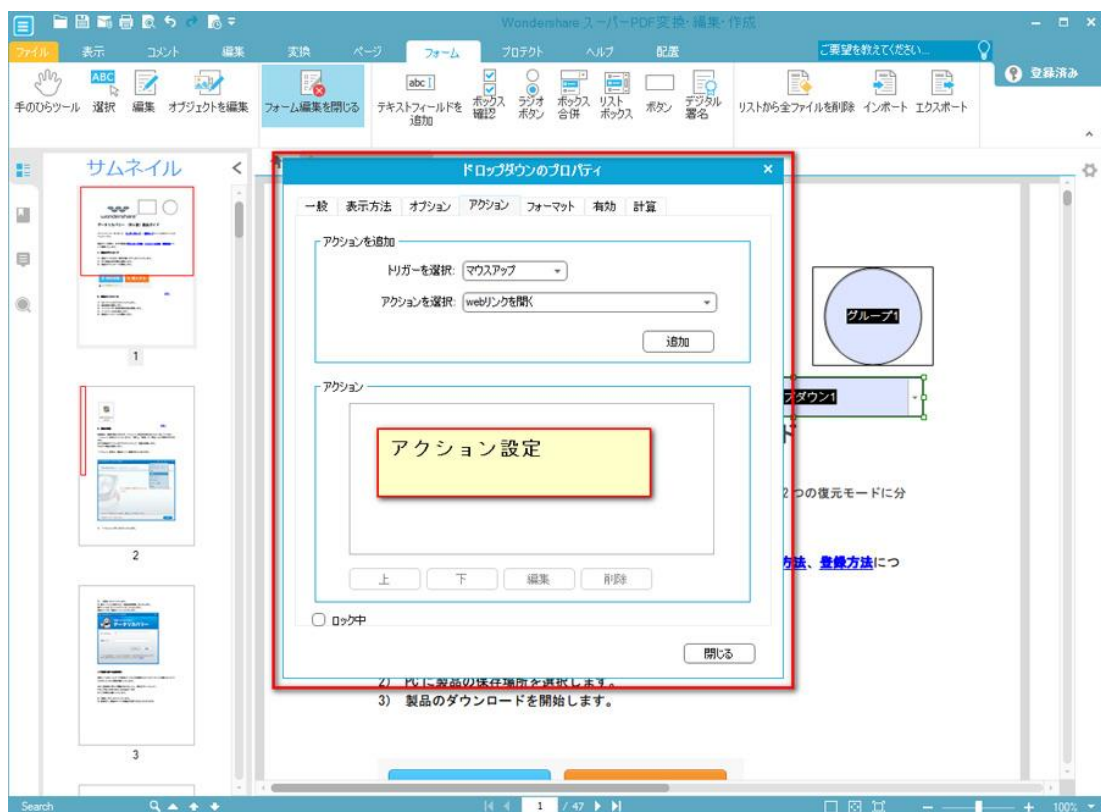 Wondershare スーパーPDF変換・編集・作成
ファイル 表示 コメント 編集 変換 ページ フォーム プロテクト ヘルプ 配置 ご要望を教えてください...
登録済み
手のひらツール 選択 編集 オブジェクトを編集 フォーム編集を閉じる テキストフィールドを追加 ボックス確認 ラジオボタン ボックス合併 リストボックス ボタン デジタル署名 リストから全ファイルを削除 インポート エクスポート
ABC
abc
サムネイル
1
2
3
ドロップダウンのプロパティ
一般 表示方法 オプション アクション フォーマット 有効 計算
アクションを追加
トリガーを選択: マウスアップ
アクションを選択: webリンクを開く
追加
アクション
アクション設定
上 下 編集 削除
ロック中
閉じる
グループ1
プダウン1
ド
2つの復元モードに分
方法、登録方法につ
2) PCに製品の保存場所を選択します。
3) 製品のダウンロードを開始します。
Search
1 / 47
100%